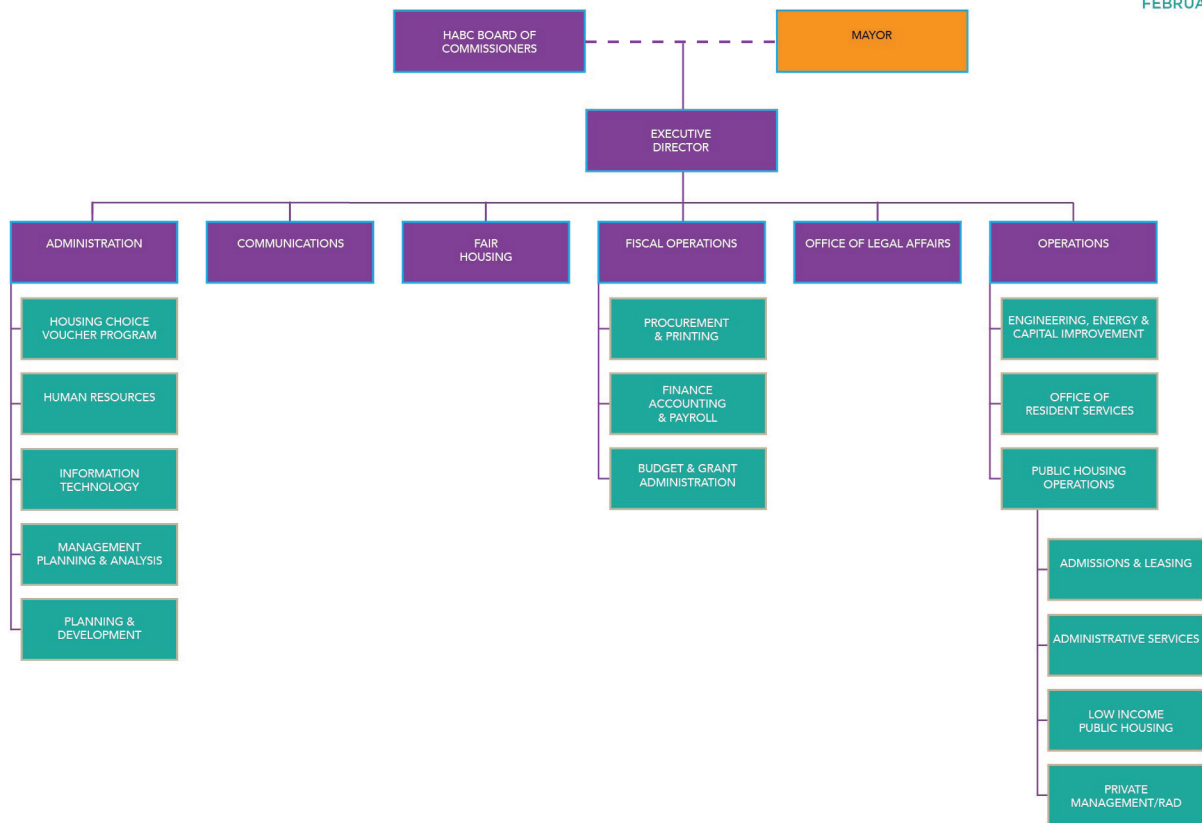 HABC BOARD OF
COMMISSIONERS
MAYOR
EXECUTIVE
DIRECTOR
ADMINISTRATION
COMMUNICATIONS
FAIR
HOUSING
FISCAL OPERATIONS
OFFICE OF LEGAL AFFAIRS
OPERATIONS
HOUSING CHOICE
VOUCHER PROGRAM
HUMAN RESOURCES
INFORMATION
TECHNOLOGY
MANAGEMENT
PLANNING & ANALYSIS
PLANNING &
DEVELOPMENT
PROCUREMENT
& PRINTING
FINANCE
ACCOUNTING
& PAYROLL
BUDGET & GRANT
ADMINISTRATION
ENGINEERING, ENERGY &
CAPITAL IMPROVEMENT
OFFICE OF
RESIDENT SERVICES
PUBLIC HOUSING
OPERATIONS
ADMISSIONS & LEASING
ADMINISTRATIVE SERVICES
LOW INCOME
PUBLIC HOUSING
PRIVATE
MANAGEMENT/RAD